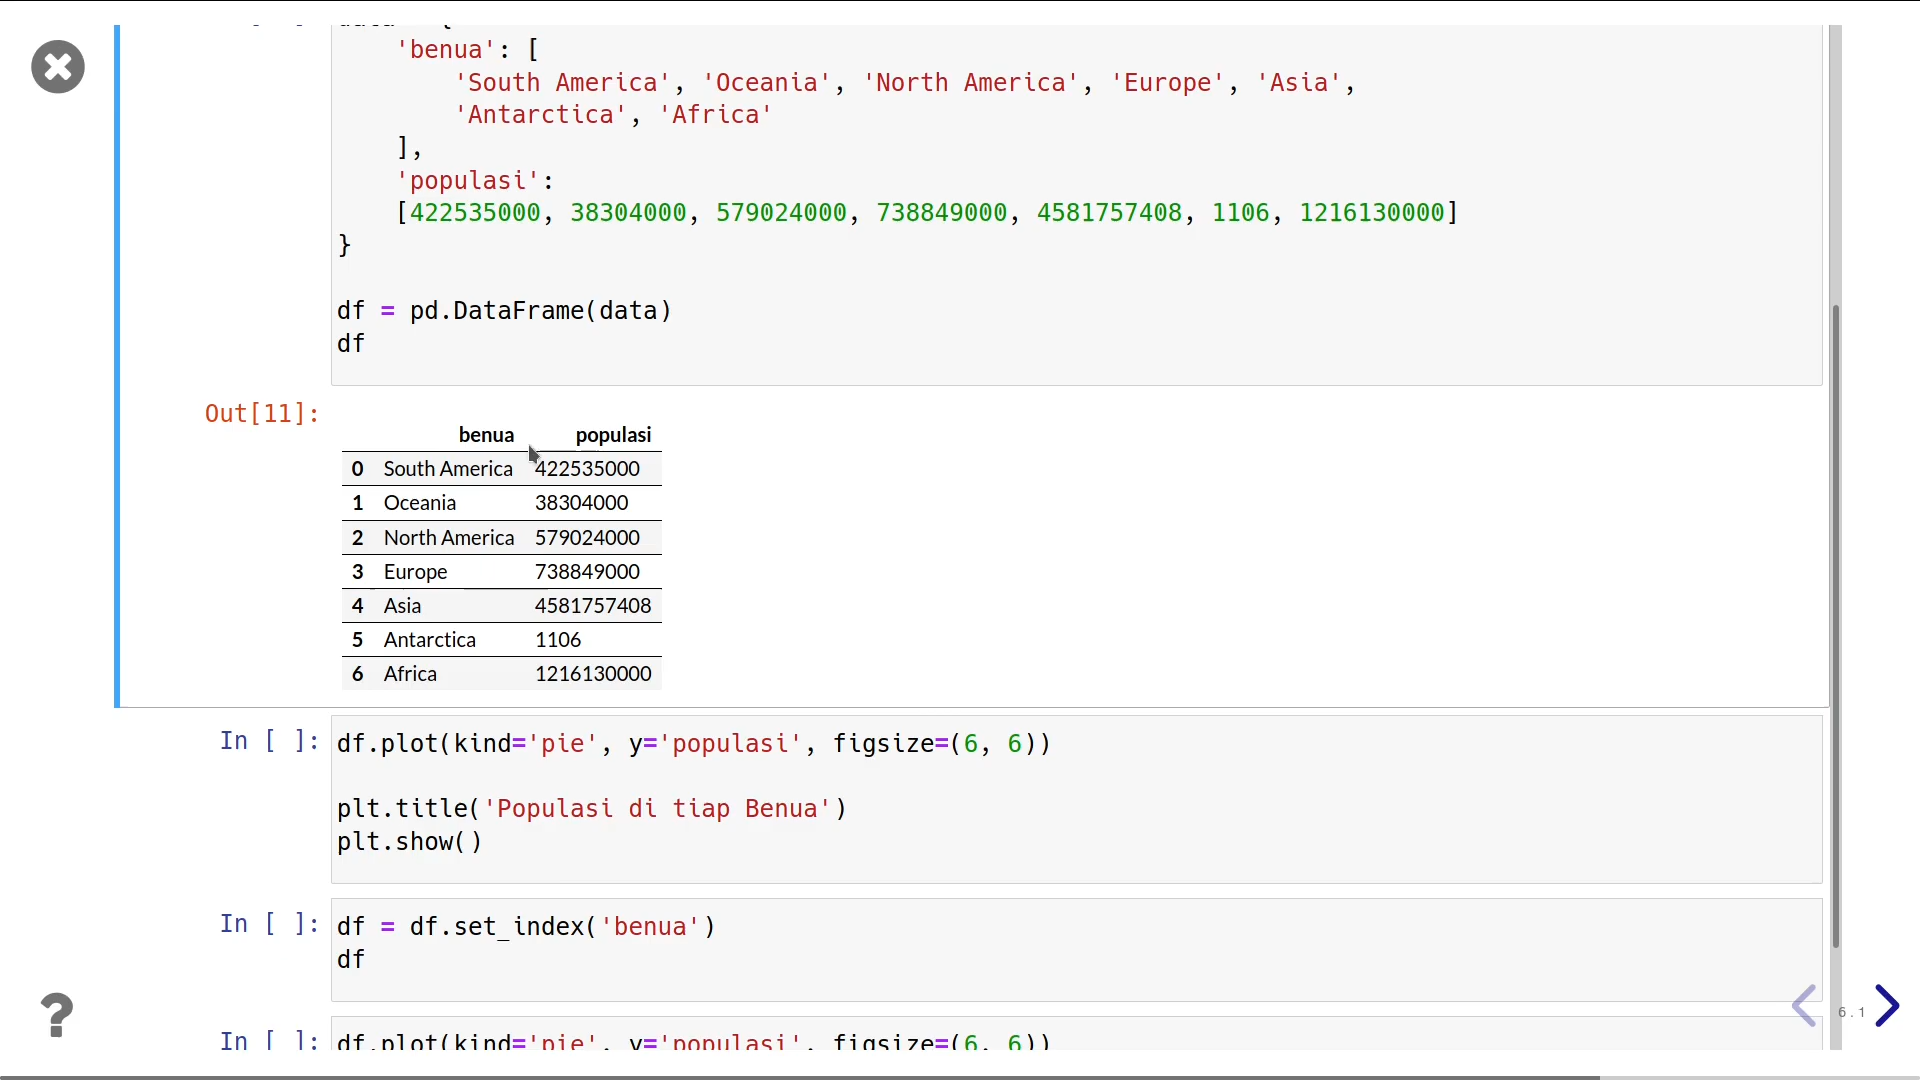 'benua': [
'South America', 'Oceania', 'North America', 'Europe', 'Asia',
'Antarctica', 'Africa'
],
'populasi':
[422535000, 38304000, 579024000, 738849000, 4581757408, 1106, 1216130000]
}
df = pd.DataFrame(data)
df
Out[11]:
benua populasi
0 South America 422535000
1 Oceania 38304000
2 North America 579024000
3 Europe 738849000
4 Asia 4581757408
5 Antarctica 1106
6 Africa 1216130000
In [ ]: df.plot(kind='pie', y='populasi', figsize=(6, 6))
plt.title('Populasi di tiap Benua')
plt.show()
In [ ]: df = df.set_index('benua')
df
In [ ]: df.plot(kind='pie', y='populasi', figsize=(6, 6))
6.1